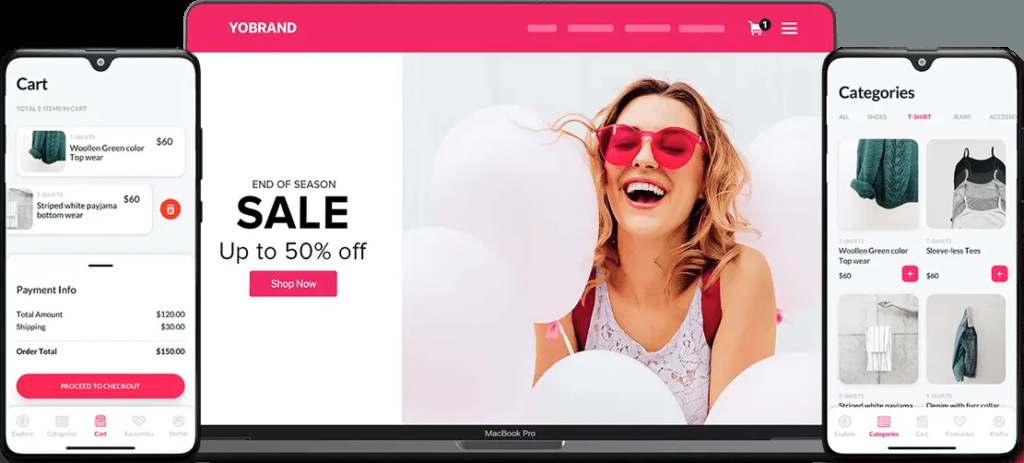 Cart
TOTAL 2 ITEMS IN CART
T-SHIRTS
Woollen Green color
Top wear
$60
T-SHIRTS
Striped white payjama
bottom wear
$60
Payment Info
Total Amount $120.00
Shipping $30.00
Order Total $150.00
PROCEED TO CHECKOUT
Explore Categories Cart Favourites Profile
YOBRAND
1
END OF SEASON
SALE
Up to 50% off
Shop Now
MacBook Pro
Categories
ALL SHOES T-SHIRT JEANS ACCESSO
T-SHIRTS
Woollen Green color
Top wear
$60
+
T-SHIRTS
Sleeve-less Tees
$60
+
T-SHIRTS
Striped white payjama
T-SHIRTS
Denim with furr collar
Explore Categories Cart Favourites Profile